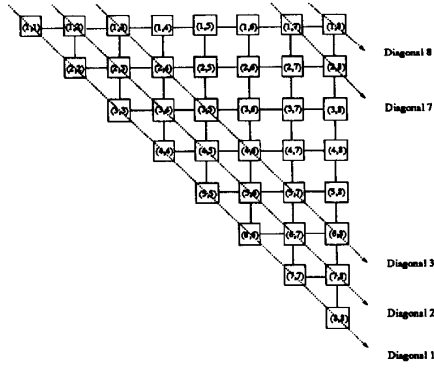 (1,1) (1,2) (1,3) (1,4) (1,5) (1,6) (1,7) (1,8)
Diagonal 8
(2,2) (2,3) (2,4) (2,5) (2,6) (2,7) (2,8)
Diagonal 7
(3,3) (3,4) (3,5) (3,6) (3,7) (3,8)
(4,4) (4,5) (4,6) (4,7) (4,8)
(5,5) (5,6) (5,7) (5,8)
(6,6) (6,7) (6,8)
Diagonal 3
(7,7) (7,8)
Diagonal 2
(8,8)
Diagonal 1